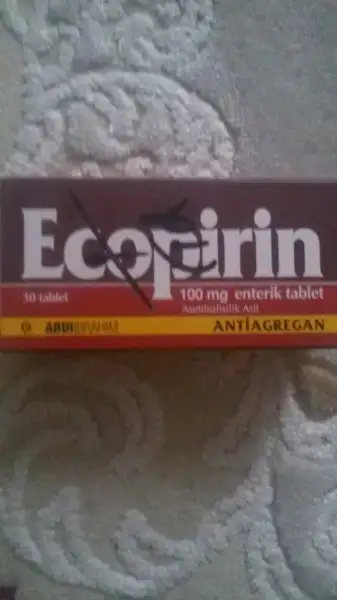 Ecopirin
30 tablet
100 mg enterik tablet
Asetilsalisilik Asit
ABDİİBRAHİM
ANTİAGREGAN